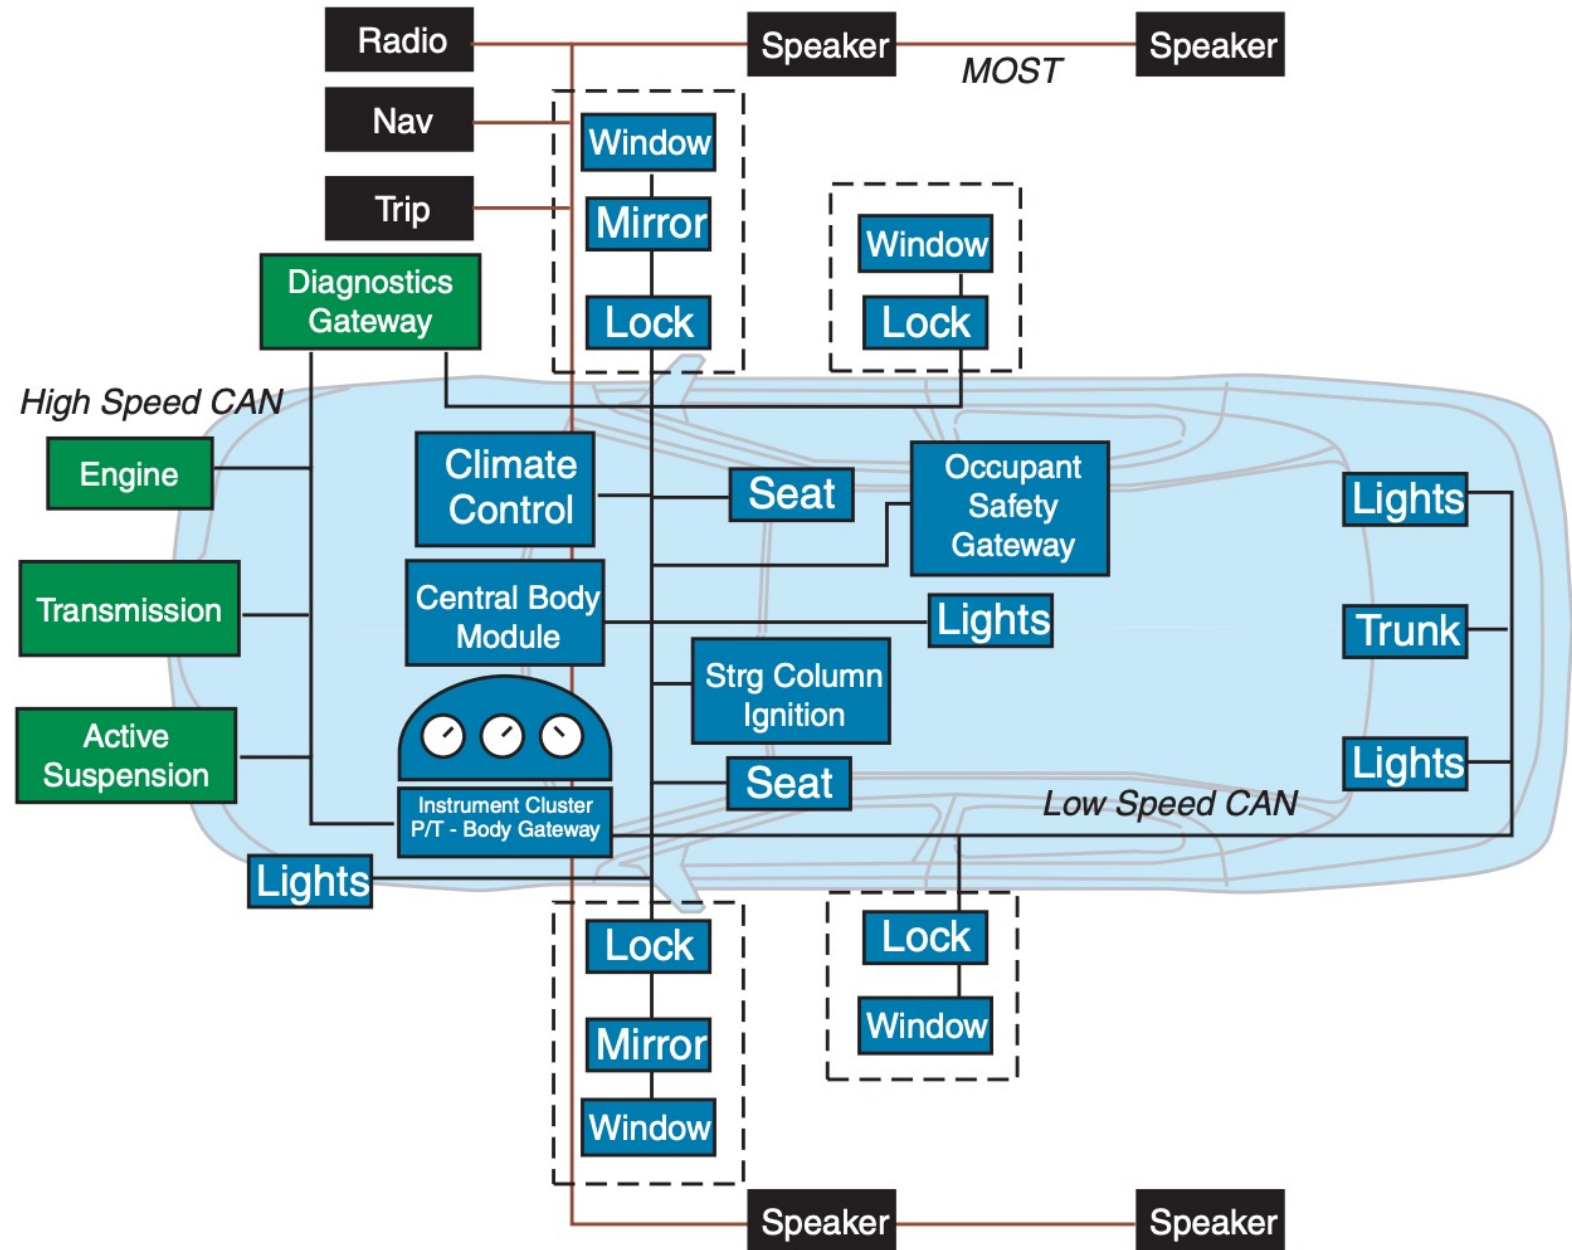 Radio
Speaker
Speaker
MOST
Nav
Window
Trip
Mirror
Window
Diagnostics
Gateway
Lock
Lock
High Speed CAN
Engine
Climate
Control
Seat
Occupant
Safety
Gateway
Lights
Transmission
Central Body
Module
Lights
Trunk
Strg Column
Ignition
Active
Suspension
Seat
Lights
Instrument Cluster
P/T - Body Gateway
Low Speed CAN
Lights
Lock
Lock
Mirror
Window
Window
Speaker
Speaker